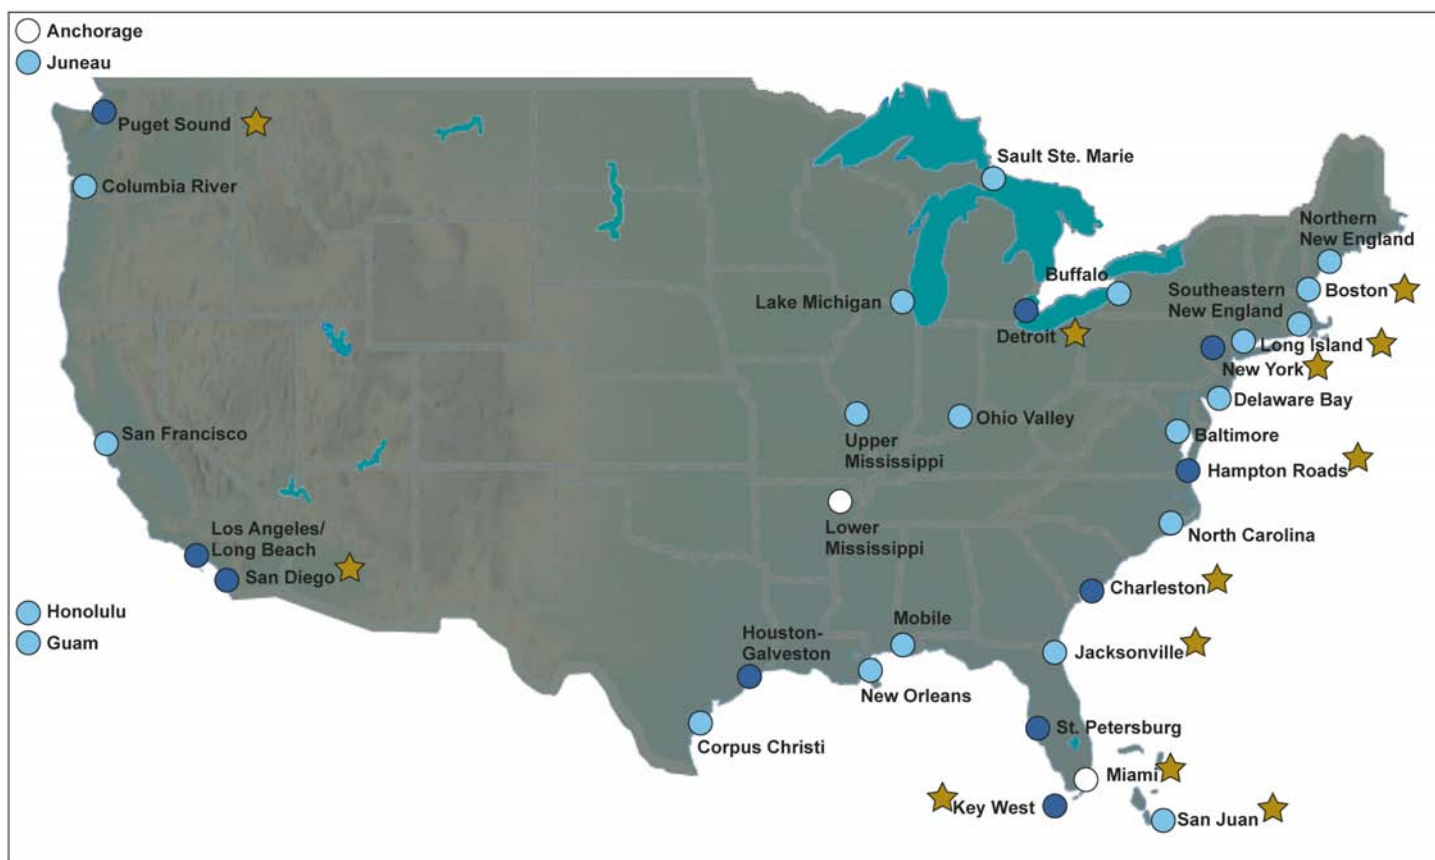 Anchorage
Juneau
Puget Sound
Columbia River
Sault Ste. Marie
Northern
New England
Buffalo
Boston
Lake Michigan
Southeastern
New England
Detroit
Long Island
New York
Delaware Bay
San Francisco
Upper
Mississippi
Ohio Valley
Baltimore
Hampton Roads
Lower
Mississippi
North Carolina
Los Angeles/
Long Beach
San Diego
Charleston
Honolulu
Guam
Mobile
Houston-
Galveston
Jacksonville
New Orleans
St. Petersburg
Corpus Christi
Miami
Key West
San Juan